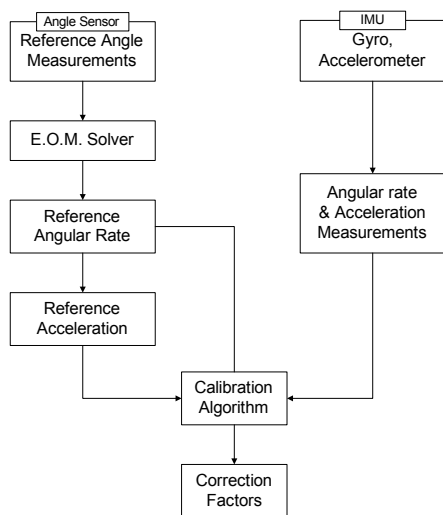 Angle Sensor
Reference Angle
Measurements
E.O.M. Solver
Reference
Angular Rate
Reference
Acceleration
IMU
Gyro,
Accelerometer
Angular rate
& Acceleration
Measurements
Calibration
Algorithm
Correction
Factors